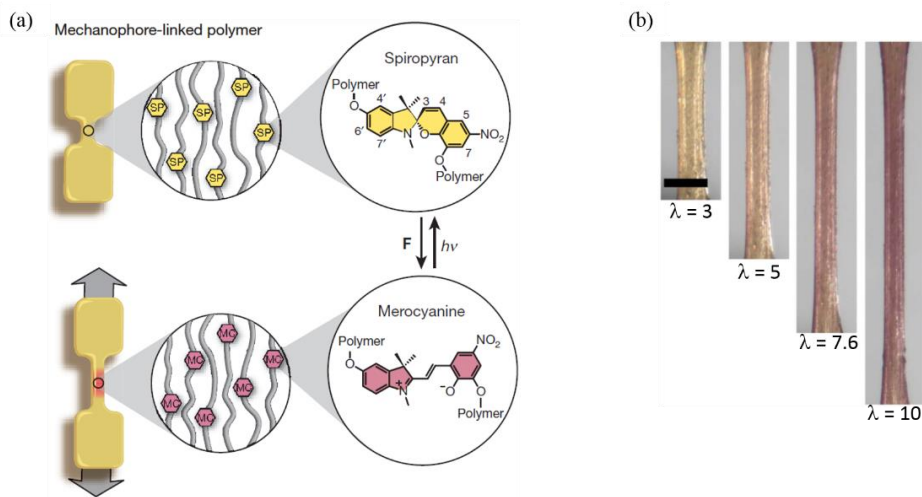 (a)
Mechanophore-linked polymer
SP
SP
SP
SP
SP
SP
Spiropyran
Polymer
O
4'
3
4
5
6'
7'
N
O
7
NO₂
O
Polymer
F
hν
MC
MC
MC
MC
MC
MC
MC
Merocyanine
Polymer
O
NO₂
N
+
O
−
O
Polymer
(b)
λ = 3
λ = 5
λ = 7.6
λ = 10